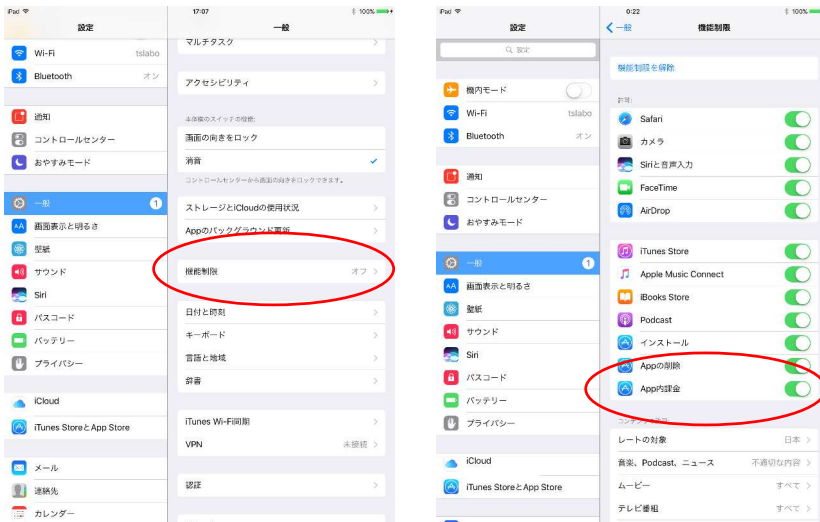 iPad 17:07 100%
設定
Wi-Fi tslabo
Bluetooth オン
通知
コントロールセンター
おやすみモード
一般 1
画面表示と明るさ
壁紙
サウンド
Siri
パスコード
バッテリー
プライバシー
iCloud
iTunes StoreとApp Store
メール
連絡先
カレンダー
一般
マルチタスク
アクセシビリティ
本体横のスイッチの機能:
画面の向きをロック
消音
コントロールセンターから画面の向きをロックできます。
ストレージとiCloudの使用状況
Appのバックグラウンド更新
機能制限 オフ
日付と時刻
キーボード
言語と地域
辞書
iTunes Wi-Fi同期
VPN 未接続
認証
iPad 0:22 100%
設定
設定
機内モード
Wi-Fi tslabo
Bluetooth オン
通知
コントロールセンター
おやすみモード
一般 1
画面表示と明るさ
壁紙
サウンド
Siri
パスコード
バッテリー
プライバシー
iCloud
iTunes StoreとApp Store
一般 機能制限
機能制限を解除
許可:
Safari
カメラ
Siriと音声入力
FaceTime
AirDrop
iTunes Store
Apple Music Connect
iBooks Store
Podcast
インストール
Appの削除
App内課金
レートの対象 日本
音楽、Podcast、ニュース 不適切な内容
ムービー すべて
テレビ番組 すべて